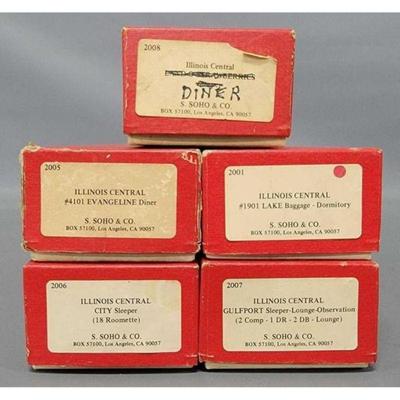 2008
Illinois Central
DINER
S. SOHO & CO.
BOX 57100, Los Angeles, CA 90057
2005
ILLINOIS CENTRAL
#4101 EVANGELINE Diner
S. SOHO & CO.
BOX 57100, Los Angeles, CA 90057
2001
ILLINOIS CENTRAL
#1901 LAKE Baggage - Dormitory
S. SOHO & CO.
BOX 57100, Los Angeles, CA 90057
2006
ILLINOIS CENTRAL
CITY Sleeper
(18 Roomette)
S. SOHO & CO.
BOX 57100, Los Angeles, CA 90057
2007
ILLINOIS CENTRAL
GULFPORT Sleeper-Lounge-Observation
(2 Comp - 1 DR - 2 DB - Lounge)
S. SOHO & CO.
BOX 57100, Los Angeles, CA 90057